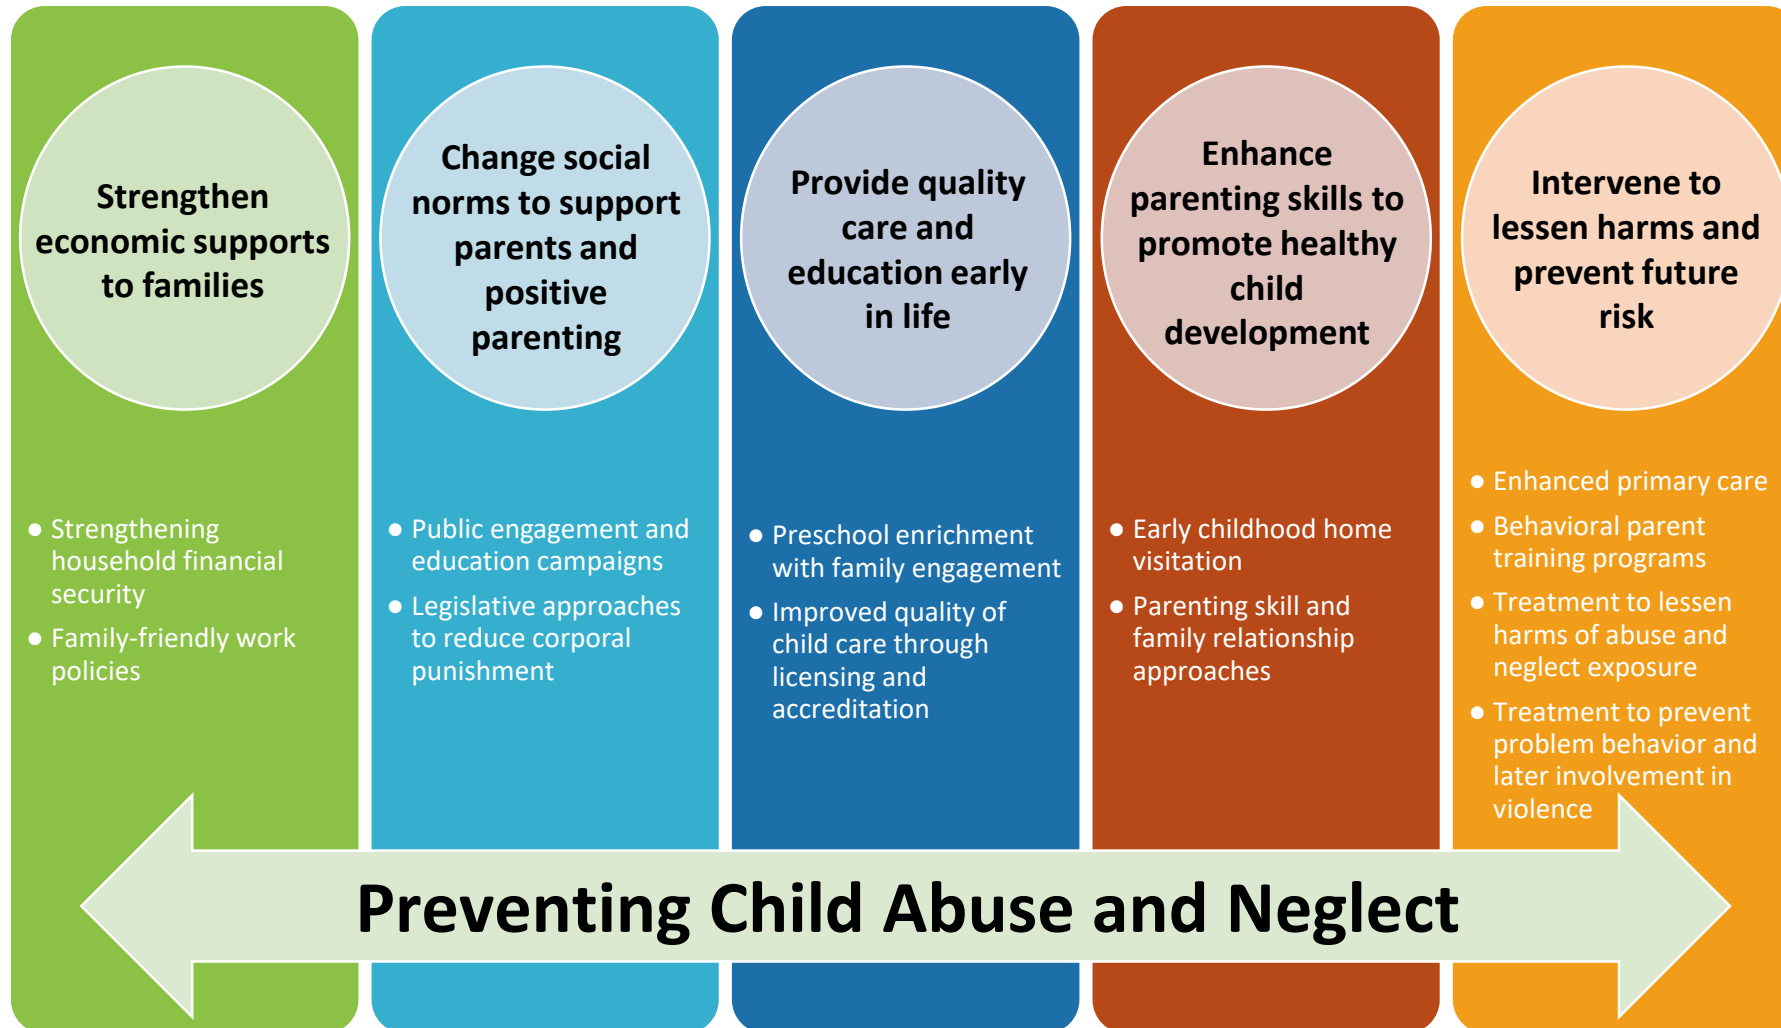 Strengthen
economic supports
to families
● Strengthening
household financial
security
● Family-friendly work
policies
Change social
norms to support
parents and
positive
parenting
● Public engagement and
education campaigns
● Legislative approaches
to reduce corporal
punishment
Provide quality
care and
education early
in life
● Preschool enrichment
with family engagement
● Improved quality of
child care through
licensing and
accreditation
Enhance
parenting skills to
promote healthy
child
development
● Early childhood home
visitation
● Parenting skill and
family relationship
approaches
Intervene to
lessen harms and
prevent future
risk
● Enhanced primary care
● Behavioral parent
training programs
● Treatment to lessen
harms of abuse and
neglect exposure
● Treatment to prevent
problem behavior and
later involvement in
violence
Preventing Child Abuse and Neglect